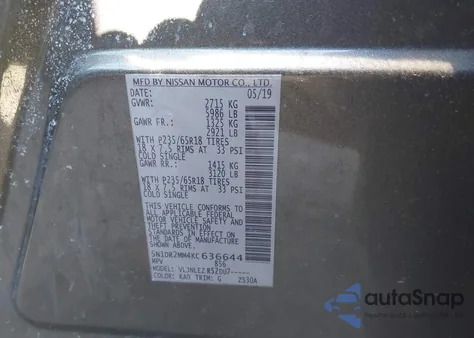 MFD BY NISSAN MOTOR CO., LTD.
DATE: 05/19
GVWR: 2715 KG
5986 LB
GAWR FR.: 1325 KG
2921 LB
WITH P235/65R18 TIRES
18 X 7.5 RIMS AT 33 PSI
COLD SINGLE
GAWR RR.: 1415 KG
3120 LB
WITH P235/65R18 TIRES
18 X 7.5 RIMS AT 33 PSI
COLD SINGLE
THIS VEHICLE CONFORMS TO
ALL APPLICABLE FEDERAL
MOTOR VEHICLE SAFETY
STANDARDS IN EFFECT ON
THE DATE OF MANUFACTURE
SHOWN ABOVE.
5N1DR2MM4KC636644
MPV
MODEL: VLJNLEZ
COLOR: KAD TRIM: G 2530A
autoSnap